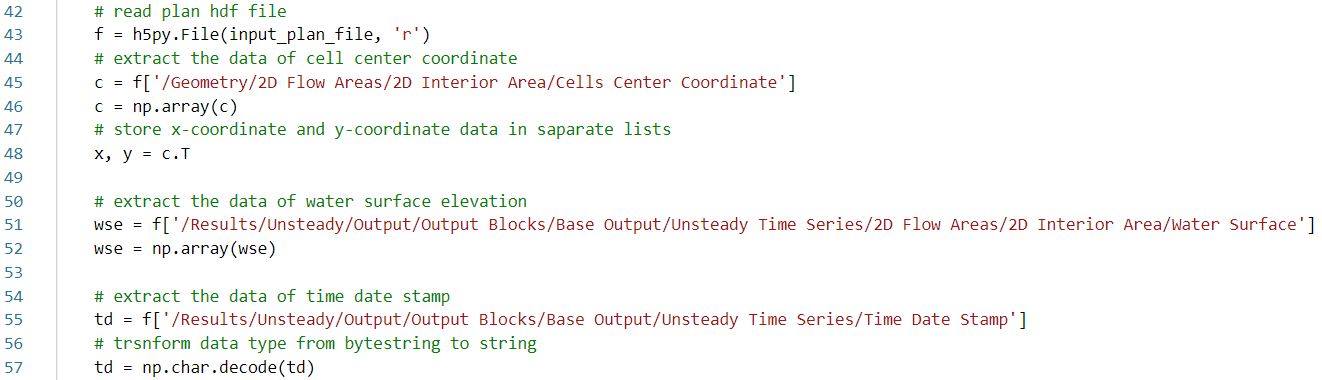 42 # read plan hdf file
43 f = h5py.File(input_plan_file, 'r')
44 # extract the data of cell center coordinate
45 c = f['/Geometry/2D Flow Areas/2D Interior Area/Cells Center Coordinate']
46 c = np.array(c)
47 # store x-coordinate and y-coordinate data in saparate lists
48 x, y = c.T
49
50 # extract the data of water surface elevation
51 wse = f['/Results/Unsteady/Output/Output Blocks/Base Output/Unsteady Time Series/2D Flow Areas/2D Interior Area/Water Surface']
52 wse = np.array(wse)
53
54 # extract the data of time date stamp
55 td = f['/Results/Unsteady/Output/Output Blocks/Base Output/Unsteady Time Series/Time Date Stamp']
56 # trsnform data type from bytestring to string
57 td = np.char.decode(td)